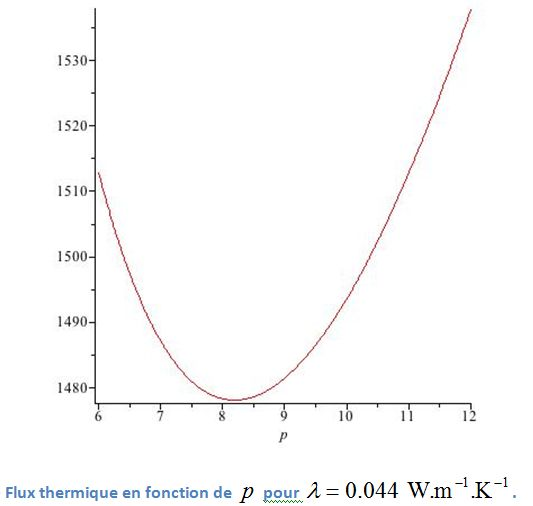 1530
1520
1510
1500
1490
1480
6 7 8 9 10 11 12
p
Flux thermique en fonction de p pour λ = 0.044 W.m⁻¹.K⁻¹.